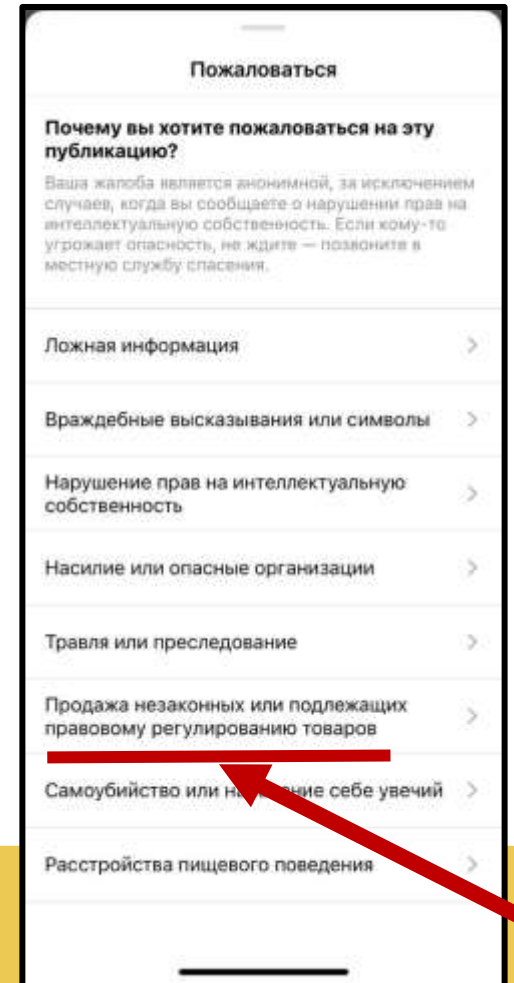 Пожаловаться
Почему вы хотите пожаловаться на эту
публикацию?
Ваша жалоба является анонимной, за исключением
случаев, когда вы сообщаете о нарушении прав на
интеллектуальную собственность. Если кому-то
угрожает опасность, не ждите — позвоните в
местную службу спасения.
Ложная информация
Враждебные высказывания или символы
Нарушение прав на интеллектуальную
собственность
Насилие или опасные организации
Травля или преследование
Продажа незаконных или подлежащих
правовому регулированию товаров
Самоубийство или себе увечий
Расстройства пищевого поведения